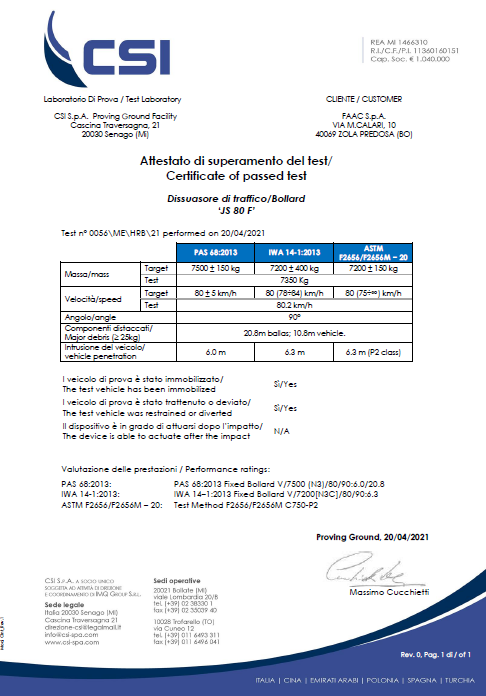 CSI
REA MI 1466310
R.I./C.F./P.I. 11360160151
Cap. Soc. € 1.040.000
Laboratorio Di Prova / Test Laboratory
CSI S.p.A. Proving Ground Facility
Cascina Traversagna, 21
20030 Senago (MI)
CLIENTE / CUSTOMER
FAAC S.p.A.
VIA M.CALARI, 10
40069 ZOLA PREDOSA (BO)
Attestato di superamento del test/
Certificate of passed test
Dissuasore di traffico/Bollard
'JS 80 F'
Test n° 0056\ME\HRB\21 performed on 20/04/2021
PAS 68:2013 IWA 14-1:2013 ASTM F2656/F2656M – 20
Massa/mass Target 7500 ± 150 kg 7200 ± 400 kg 7200 ± 150 kg
Test 7350 Kg
Velocità/speed Target 80 ± 5 km/h 80 (78÷84) km/h 80 (75÷∞) km/h
Test 80.2 km/h
Angolo/angle 90°
Componenti distaccati/ Major debris (≥ 25kg) 20.8m ballas; 10.8m vehicle.
Intrusione del veicolo/ vehicle penetration 6.0 m 6.3 m 6.3 m (P2 class)
I veicolo di prova è stato immobilizzato/
The test vehicle has been immobilized
Sì/Yes
I veicolo di prova è stato trattenuto o deviato/
The test vehicle was restrained or diverted
Sì/Yes
Il dispositivo è in grado di attuarsi dopo l'impatto/
The device is able to actuate after the impact
N/A
Valutazione delle prestazioni / Performance ratings:
PAS 68:2013: PAS 68:2013 Fixed Bollard V/7500 (N3)/80/90:6.0/20.8
IWA 14-1:2013: IWA 14-1:2013 Fixed Bollard V/7200[N3C]/80/90:6.3
ASTM F2656/F2656M – 20: Test Method F2656/F2656M C750-P2
Proving Ground, 20/04/2021
Massimo Cucchietti
CSI S.p.A. A SOCIO UNICO
SOGGETTA AD ATTIVITÀ DI DIREZIONE
E COORDINAMENTO DI IMQ GROUP S.R.L.
Sede legale
Italia 20030 Senago (MI)
Cascina Traversagna 21
direzione-csi@legalmail.it
info@csi-spa.com
www.csi-spa.com
Sedi operative
20021 Bollate (MI)
viale Lombardia 20/B
tel. (+39) 02 38330 1
fax (+39) 02 35039 40
10028 Trofarello (TO)
via Cuneo 12
tel. (+39) 011 6493 311
fax (+39) 011 6496 041
Rev. 0, Pag. 1 di / of 1
ITALIA | CINA | EMIRATI ARABI | POLONIA | SPAGNA | TURCHIA